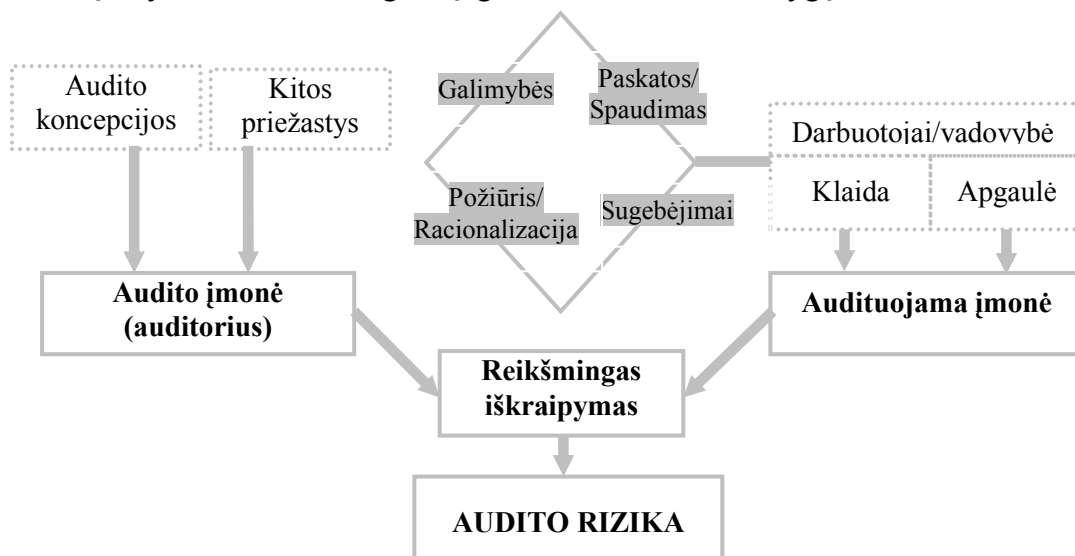 Audito
koncepcijos
Kitos
priežastys
Galimybės
Paskatos/
Spaudimas
Požiūris/
Racionalizacija
Sugebėjimai
Darbuotojai/vadovybė
Klaida
Apgaulė
Audito įmonė
(auditorius)
Audituojama įmonė
Reikšmingas
iškraipymas
AUDITO RIZIKA